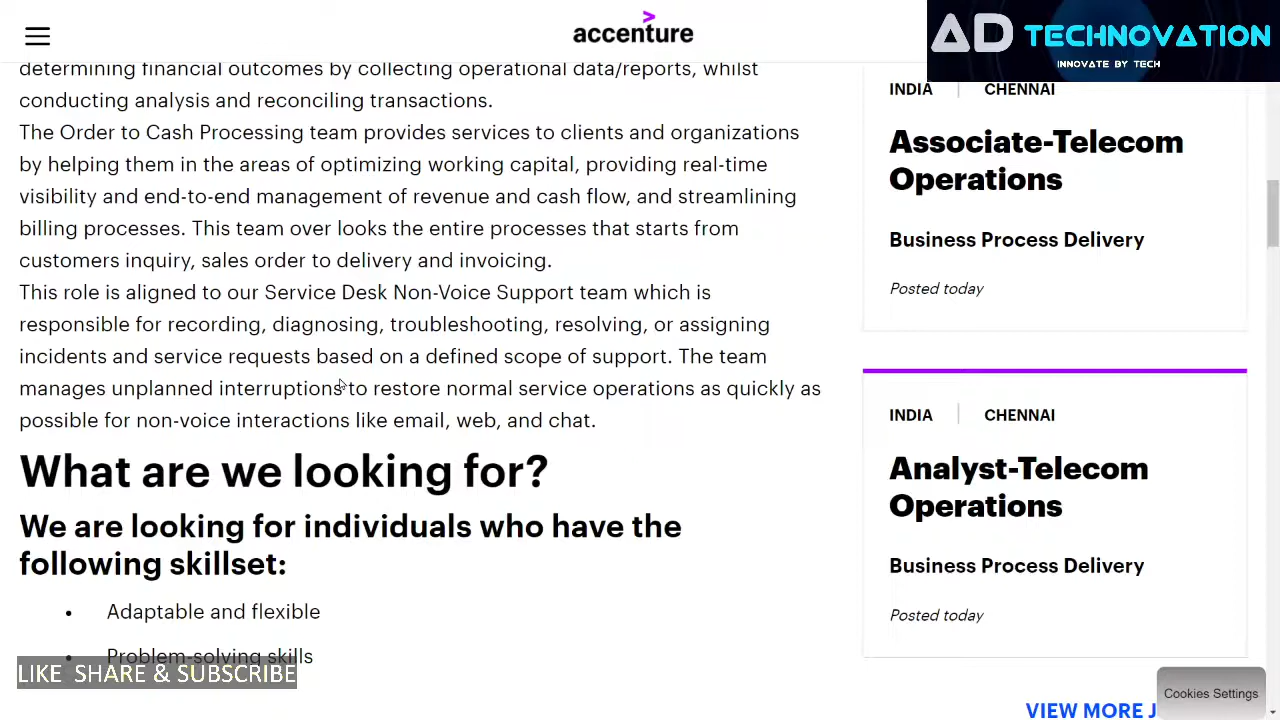 accenture
AD TECHNOVATION
INNOVATE BY TECH
determining financial outcomes by collecting operational data/reports, whilst
conducting analysis and reconciling transactions.
The Order to Cash Processing team provides services to clients and organizations
by helping them in the areas of optimizing working capital, providing real-time
visibility and end-to-end management of revenue and cash flow, and streamlining
billing processes. This team over looks the entire processes that starts from
customers inquiry, sales order to delivery and invoicing.
This role is aligned to our Service Desk Non-Voice Support team which is
responsible for recording, diagnosing, troubleshooting, resolving, or assigning
incidents and service requests based on a defined scope of support. The team
manages unplanned interruptions to restore normal service operations as quickly as
possible for non-voice interactions like email, web, and chat.
What are we looking for?
We are looking for individuals who have the
following skillset:
• Adaptable and flexible
• Problem-solving skills
LIKE SHARE & SUBSCRIBE
INDIA | CHENNAI
Associate-Telecom
Operations
Business Process Delivery
Posted today
INDIA | CHENNAI
Analyst-Telecom
Operations
Business Process Delivery
Posted today
VIEW MORE J
Cookies Settings